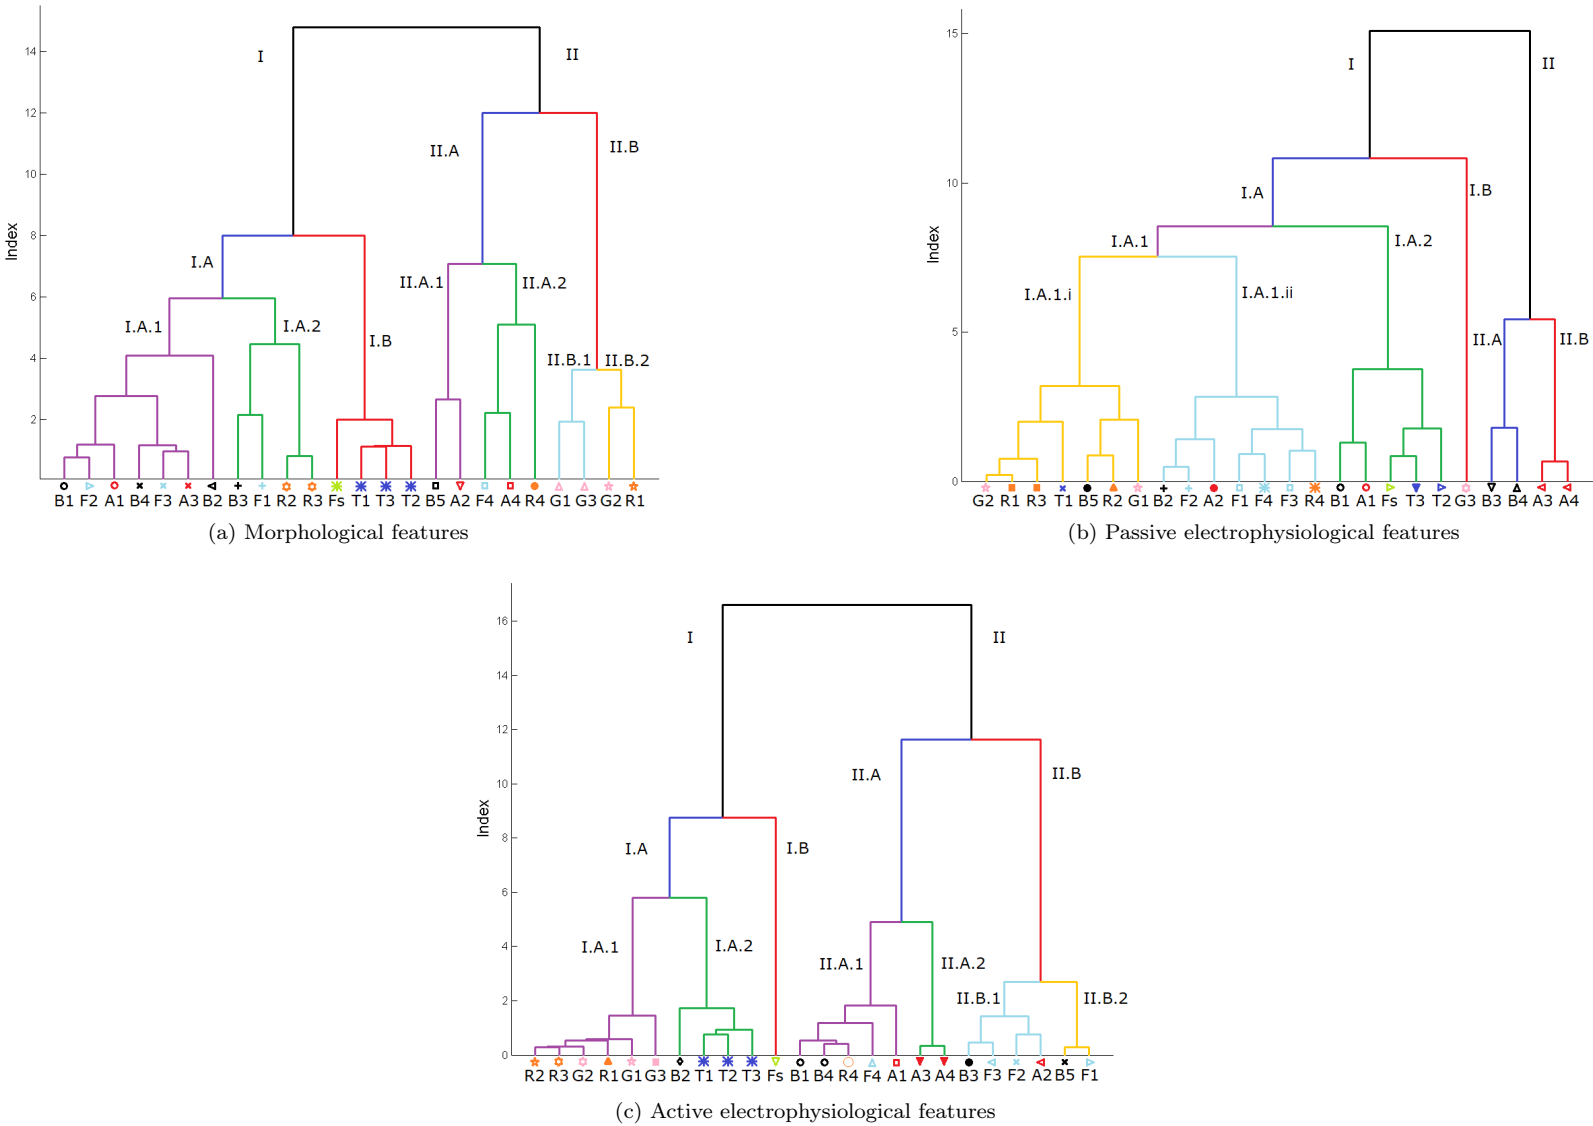 I
II
14
12
II.A
II.B
10
Index
8
I.A
II.A.1
II.A.2
6
I.A.1
I.A.2
I.B
4
II.B.1
II.B.2
2
B1 F2 A1 B4 F3 A3 B2 B3 F1 R2 R3 Fs T1 T3 T2 B5 A2 F4 A4 R4 G1 G3 G2 R1
(a) Morphological features
15
I
II
10
I.A
I.B
Index
I.A.1
I.A.2
I.A.1.i
I.A.1.ii
5
II.A
II.B
0
G2 R1 R3 T1 B5 R2 G1 B2 F2 A2 F1 F4 F3 R4 B1 A1 Fs T3 T2 G3 B3 B4 A3 A4
(b) Passive electrophysiological features
16
I
II
14
12
II.A
II.B
10
Index
8
I.A
I.B
6
I.A.1
I.A.2
4
II.A.1
II.A.2
II.B.1
II.B.2
2
0
R2 R3 G2 R1 G1 G3 B2 T1 T2 T3 Fs B1 B4 R4 F4 A1 A3 A4 B3 F3 F2 A2 B5 F1
(c) Active electrophysiological features